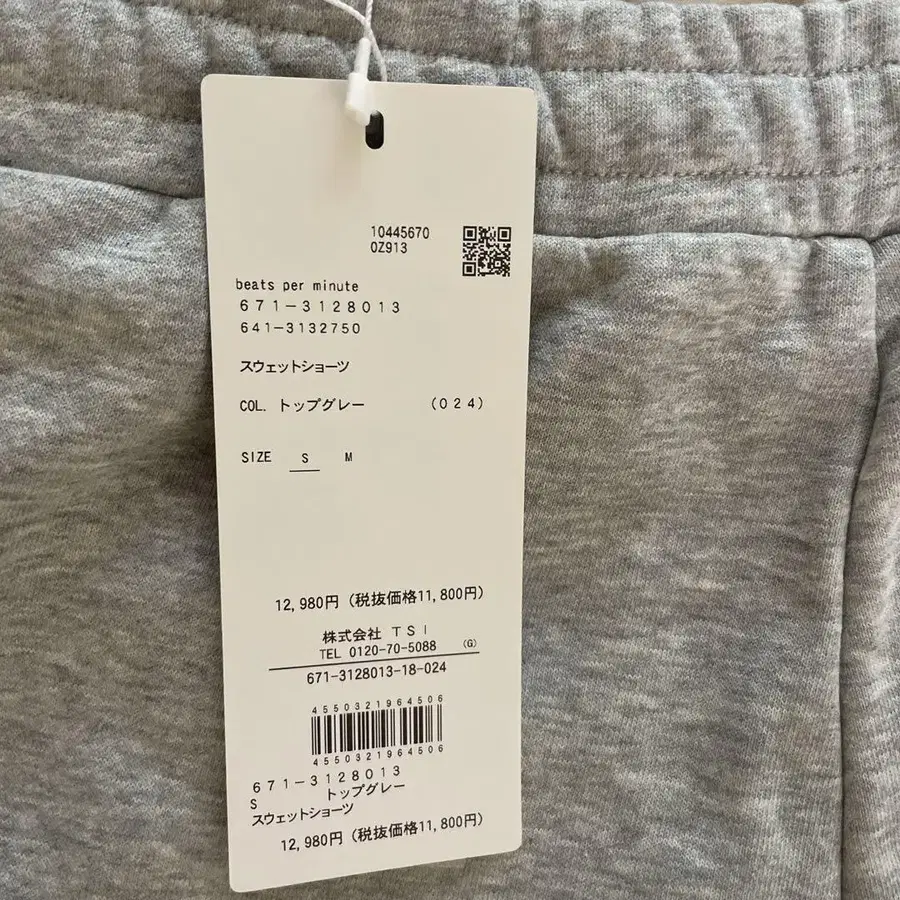 10445670
0Z913
beats per minute
671-3128013
641-3132750
スウェットショーツ
COL. トップグレー (024)
SIZE S M
12,980円 (税抜価格11,800円)
株式会社 TSI
TEL 0120-70-5088 (G)
671-3128013-18-024
4550321964506
4550321964506
671-3128013
S トップグレー
スウェットショーツ
12,980円 (税抜価格11,800円)